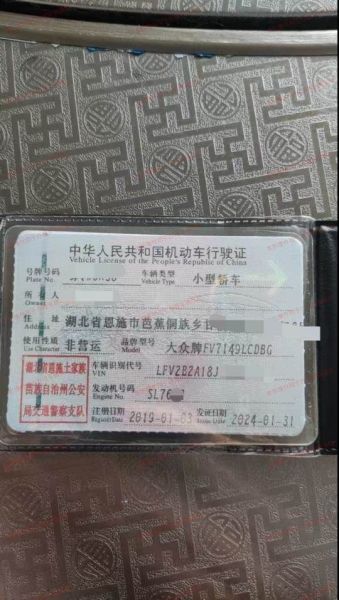 中华人民共和国机动车行驶证
Vehicle License of the People's Republic of China
号牌号码
Plate No.
车辆类型
Vehicle Type
小型轿车
所有人
Owner
住址
Address
湖北省恩施市芭蕉侗族乡
使用性质
Use Character
非营运
品牌型号
Model
大众牌FV7149LCDBG
湖北省恩施土家族
苗族自治州公安
局交通警察支队
车辆识别代号
VIN
LFV2B2A18J
发动机号码
Engine No.
SL76
注册日期
Register Date
2019-01-03
发证日期
Issue Date
2024-01-31